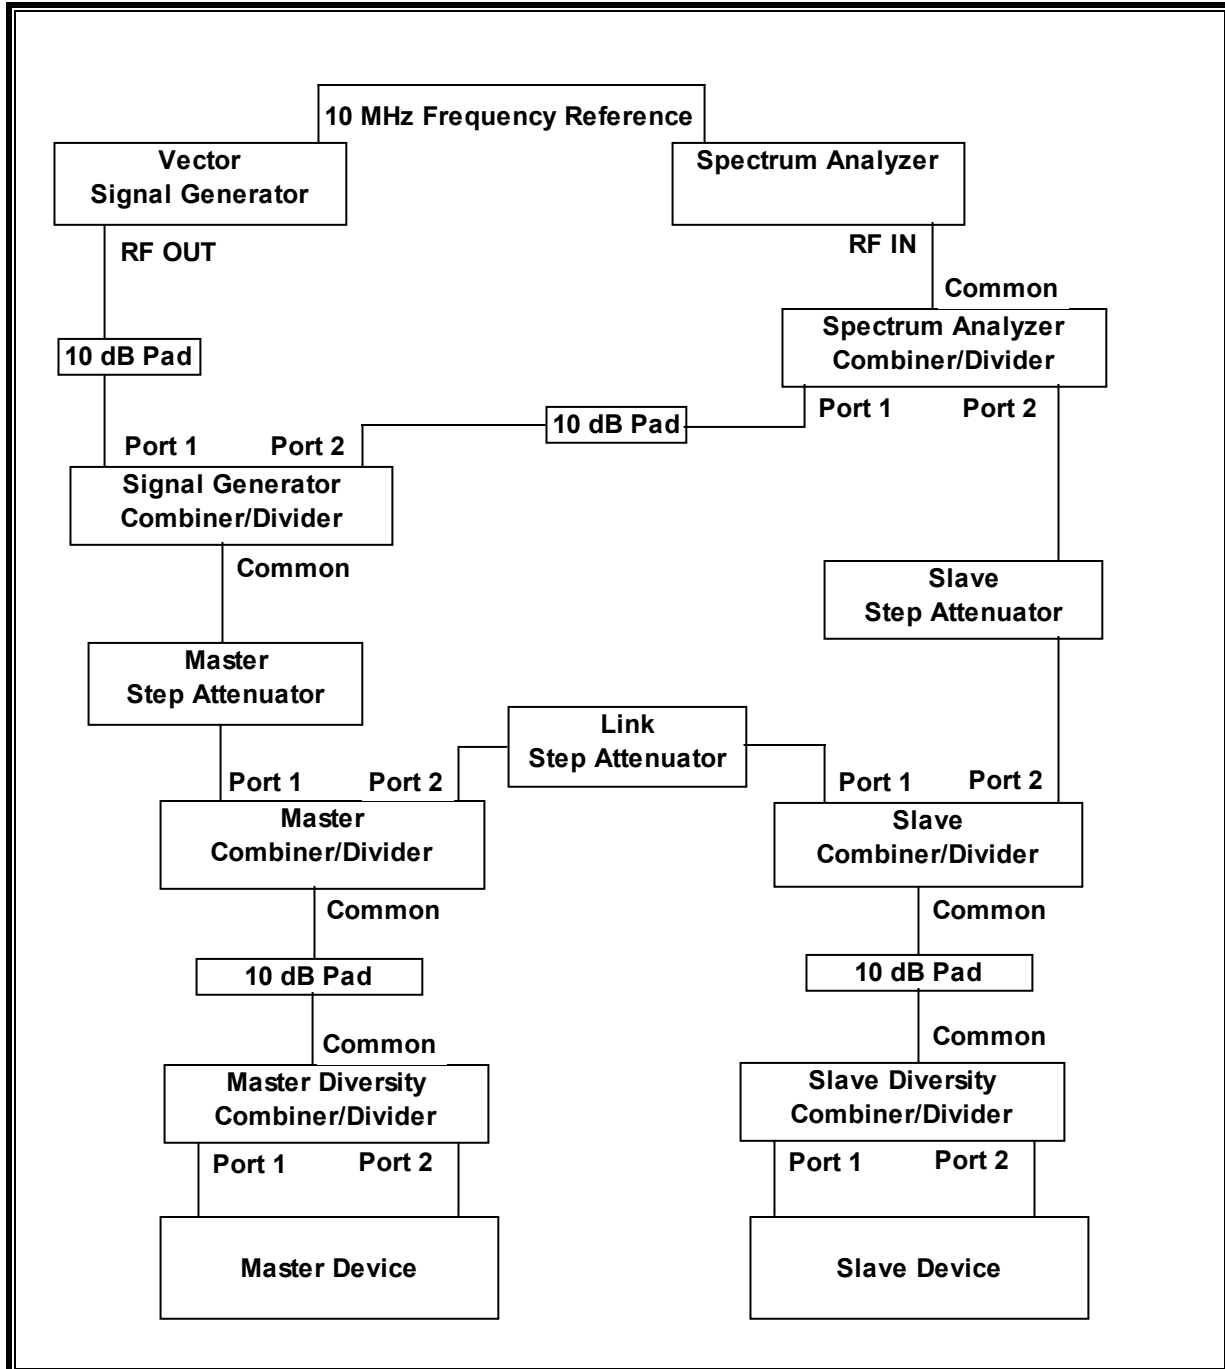 10 MHz Frequency Reference
Vector
Signal Generator
Spectrum Analyzer
RF OUT
RF IN
Common
Spectrum Analyzer
Combiner/Divider
10 dB Pad
Port 1
Port 2
10 dB Pad
Port 1
Port 2
Signal Generator
Combiner/Divider
Common
Slave
Step Attenuator
Master
Step Attenuator
Link
Step Attenuator
Port 1
Port 2
Port 1
Port 2
Master
Combiner/Divider
Slave
Combiner/Divider
Common
Common
10 dB Pad
10 dB Pad
Common
Common
Master Diversity
Combiner/Divider
Slave Diversity
Combiner/Divider
Port 1
Port 2
Port 1
Port 2
Master Device
Slave Device